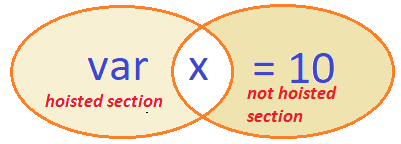 var x = 10
hoisted section
not hoisted
section